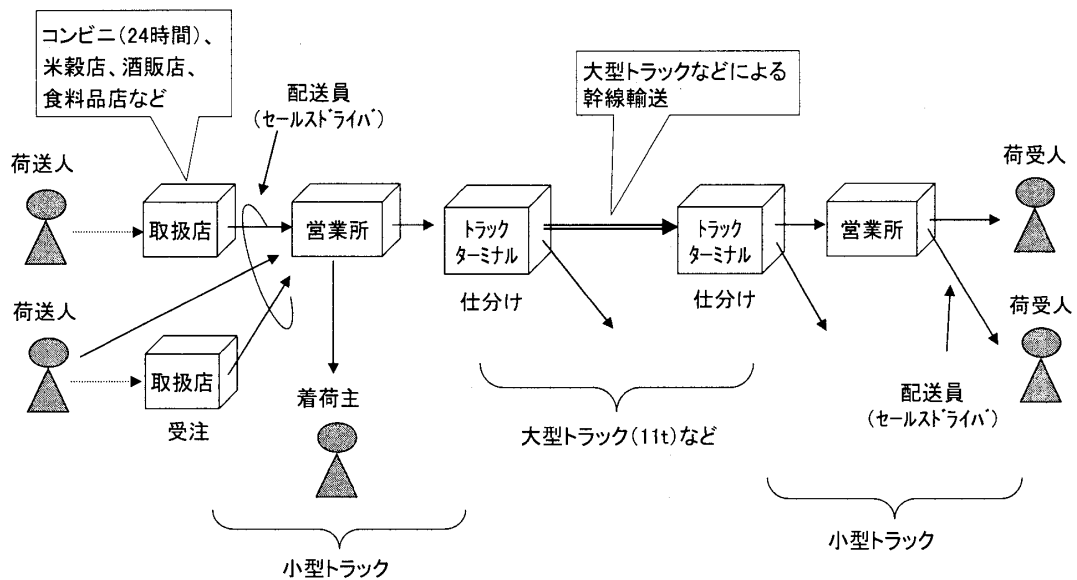 コンビニ(24時間)、
米穀店、酒販店、
食料品店など
配送員
(セールスドライバ)
大型トラックなどによる
幹線輸送
荷送人
取扱店
営業所
トラック
ターミナル
仕分け
トラック
ターミナル
仕分け
営業所
荷受人
荷送人
取扱店
受注
着荷主
大型トラック(11t)など
配送員
(セールスドライバ)
荷受人
小型トラック
小型トラック